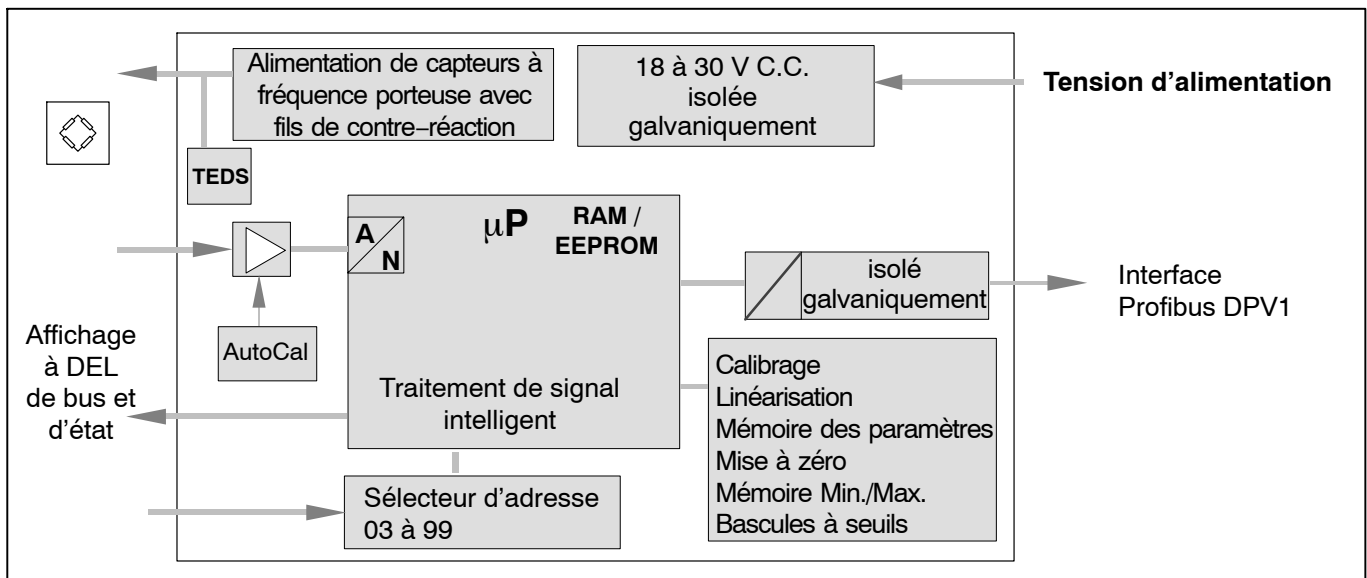 Alimentation de capteurs à
fréquence porteuse avec
fils de contre−réaction
18 à 30 V C.C.
isolée
galvaniquement
Tension d'alimentation
TEDS
A
N
µP
RAM /
EEPROM
isolé
galvaniquement
Interface
Profibus DPV1
AutoCal
Affichage
à DEL
de bus et
d'état
Traitement de signal
intelligent
Calibrage
Linéarisation
Mémoire des paramètres
Mise à zéro
Mémoire Min./Max.
Bascules à seuils
Sélecteur d'adresse
03 à 99